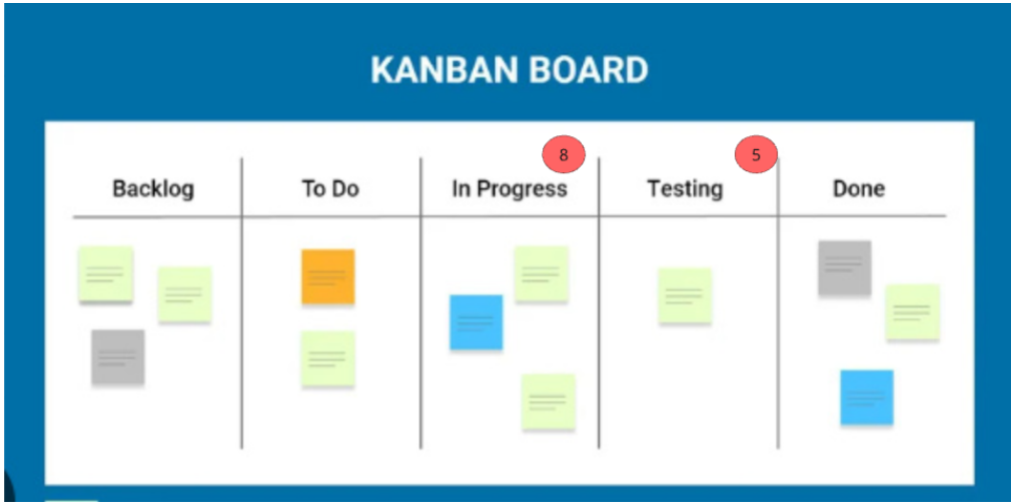 KANBAN BOARD
8
5
Backlog
To Do
In Progress
Testing
Done